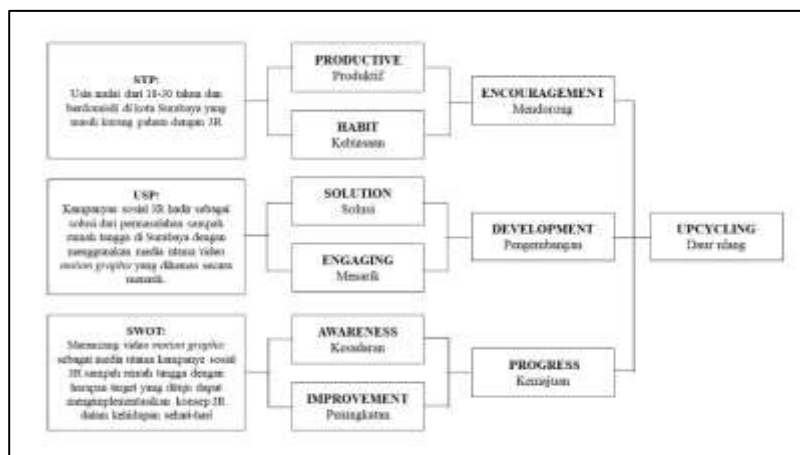 STP:
Usia mulai dari 18-30 tahun dan
berdomisili di kota Surabaya yang
masih kurang paham dengan 3R
PRODUCTIVE
Produktif
HABIT
Kebiasaan
ENCOURAGEMENT
Mendorong
USP:
Kampanye sosial 3R hadir sebagai
solusi dari permasalahan sampah
rumah tangga di Surabaya dengan
menggunakan media utama video
motion graphic yang dikemas secara
menarik.
SOLUTION
Solusi
ENGAGING
Menarik
DEVELOPMENT
Pengembangan
UPCYCLING
Daur ulang
SWOT:
Merancang video motion graphic
sebagai media utama kampanye sosial
3R sampah rumah tangga dengan
harapan target yang dituju dapat
mengimplementasikan konsep 3R
dalam kehidupan sehari-hari
AWARENESS
Kesadaran
IMPROVEMENT
Peningkatan
PROGRESS
Kemajuan